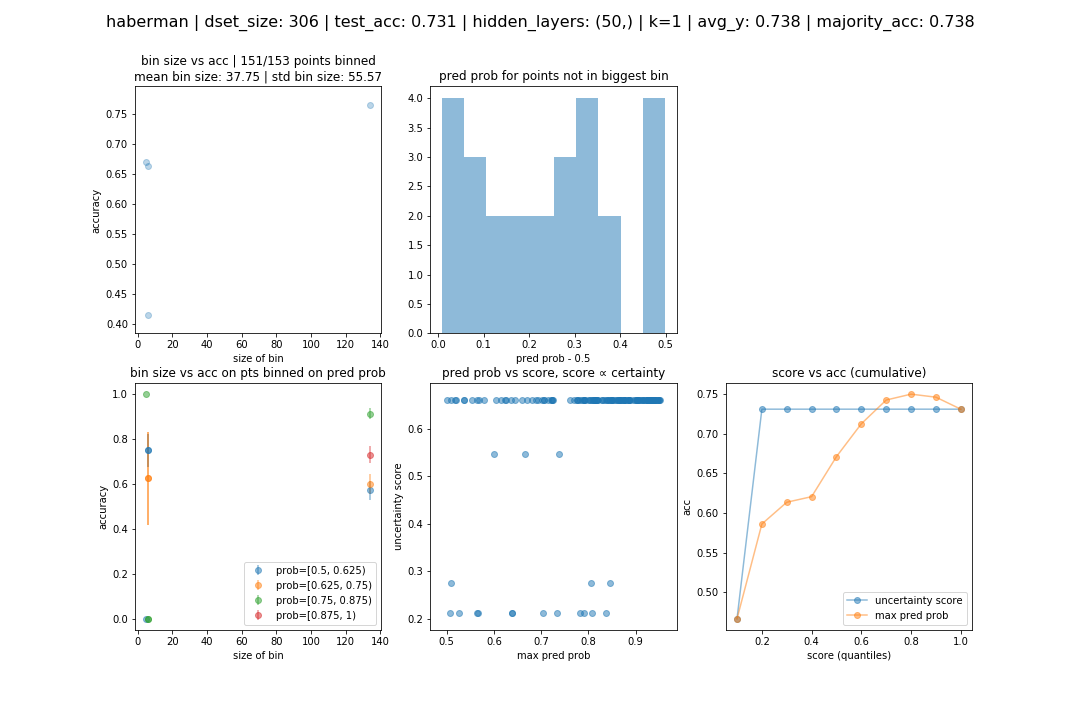 haberman | dset_size: 306 | test_acc: 0.731 | hidden_layers: (50,) | k=1 | avg_y: 0.738 | majority_acc: 0.738
bin size vs acc | 151/153 points binned
mean bin size: 37.75 | std bin size: 55.57
accuracy
0.75
0.70
0.65
0.60
0.55
0.50
0.45
0.40
0 20 40 60 80 100 120 140
size of bin
pred prob for points not in biggest bin
4.0
3.5
3.0
2.5
2.0
1.5
1.0
0.5
0.0
0.0 0.1 0.2 0.3 0.4 0.5
pred prob - 0.5
bin size vs acc on pts binned on pred prob
accuracy
1.0
0.8
0.6
0.4
0.2
0.0
prob=[0.5, 0.625)
prob=[0.625, 0.75)
prob=[0.75, 0.875)
prob=[0.875, 1)
0 20 40 60 80 100 120 140
size of bin
pred prob vs score, score ∝ certainty
uncertainty score
0.6
0.5
0.4
0.3
0.2
0.5 0.6 0.7 0.8 0.9
max pred prob
score vs acc (cumulative)
acc
0.75
0.70
0.65
0.60
0.55
0.50
uncertainty score
max pred prob
0.2 0.4 0.6 0.8 1.0
score (quantiles)